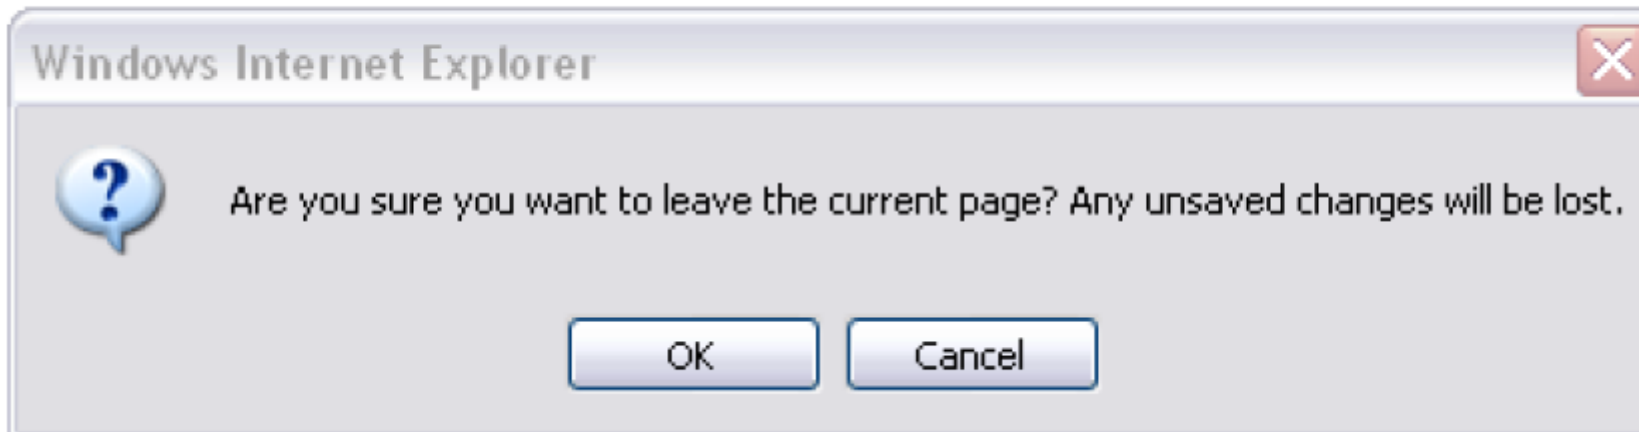 Windows Internet Explorer
Are you sure you want to leave the current page? Any unsaved changes will be lost.
OK
Cancel